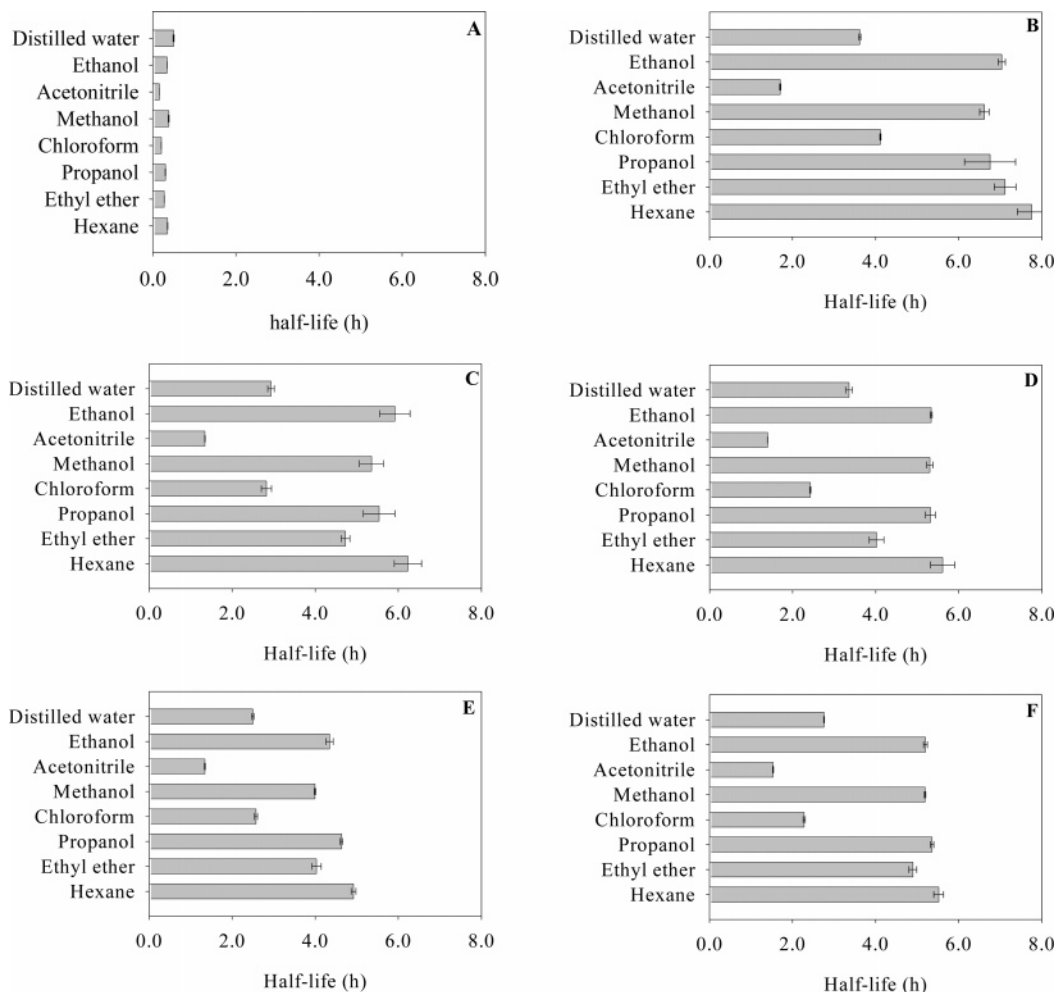 A
Distilled water
Ethanol
Acetonitrile
Methanol
Chloroform
Propanol
Ethyl ether
Hexane
0.0 2.0 4.0 6.0 8.0
half-life (h)
B
Distilled water
Ethanol
Acetonitrile
Methanol
Chloroform
Propanol
Ethyl ether
Hexane
0.0 2.0 4.0 6.0 8.0
Half-life (h)
C
Distilled water
Ethanol
Acetonitrile
Methanol
Chloroform
Propanol
Ethyl ether
Hexane
0.0 2.0 4.0 6.0 8.0
Half-life (h)
D
Distilled water
Ethanol
Acetonitrile
Methanol
Chloroform
Propanol
Ethyl ether
Hexane
0.0 2.0 4.0 6.0 8.0
Half-life (h)
E
Distilled water
Ethanol
Acetonitrile
Methanol
Chloroform
Propanol
Ethyl ether
Hexane
0.0 2.0 4.0 6.0 8.0
Half-life (h)
F
Distilled water
Ethanol
Acetonitrile
Methanol
Chloroform
Propanol
Ethyl ether
Hexane
0.0 2.0 4.0 6.0 8.0
Half-life (h)